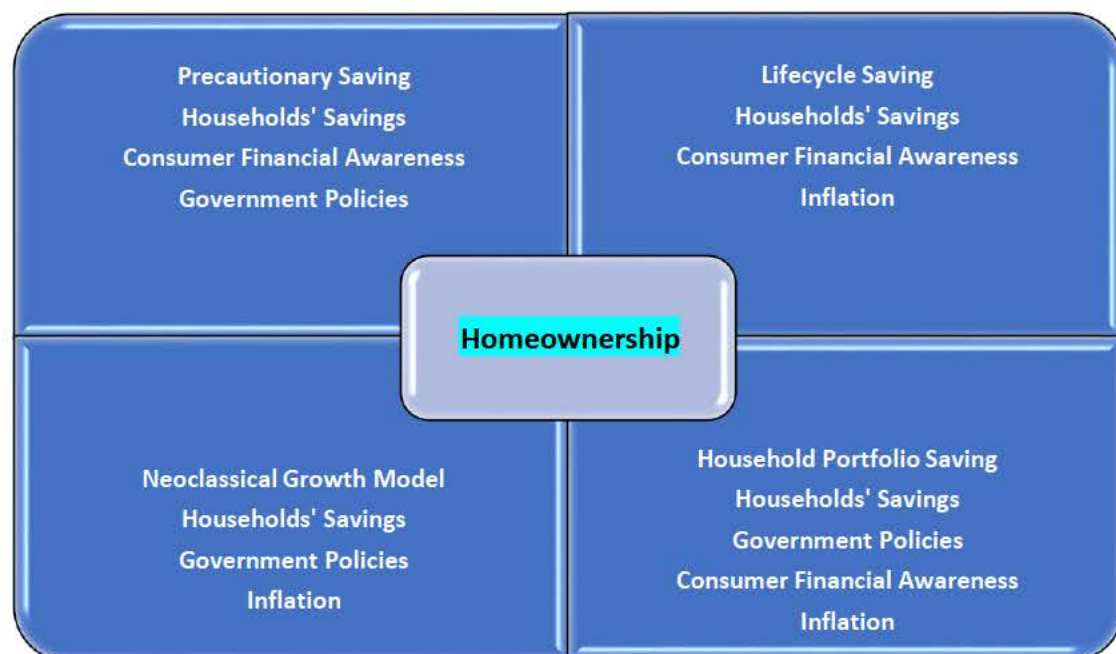 Precautionary Saving
Households' Savings
Consumer Financial Awareness
Government Policies
Lifecycle Saving
Households' Savings
Consumer Financial Awareness
Inflation
Homeownership
Neoclassical Growth Model
Households' Savings
Government Policies
Inflation
Household Portfolio Saving
Households' Savings
Government Policies
Consumer Financial Awareness
Inflation